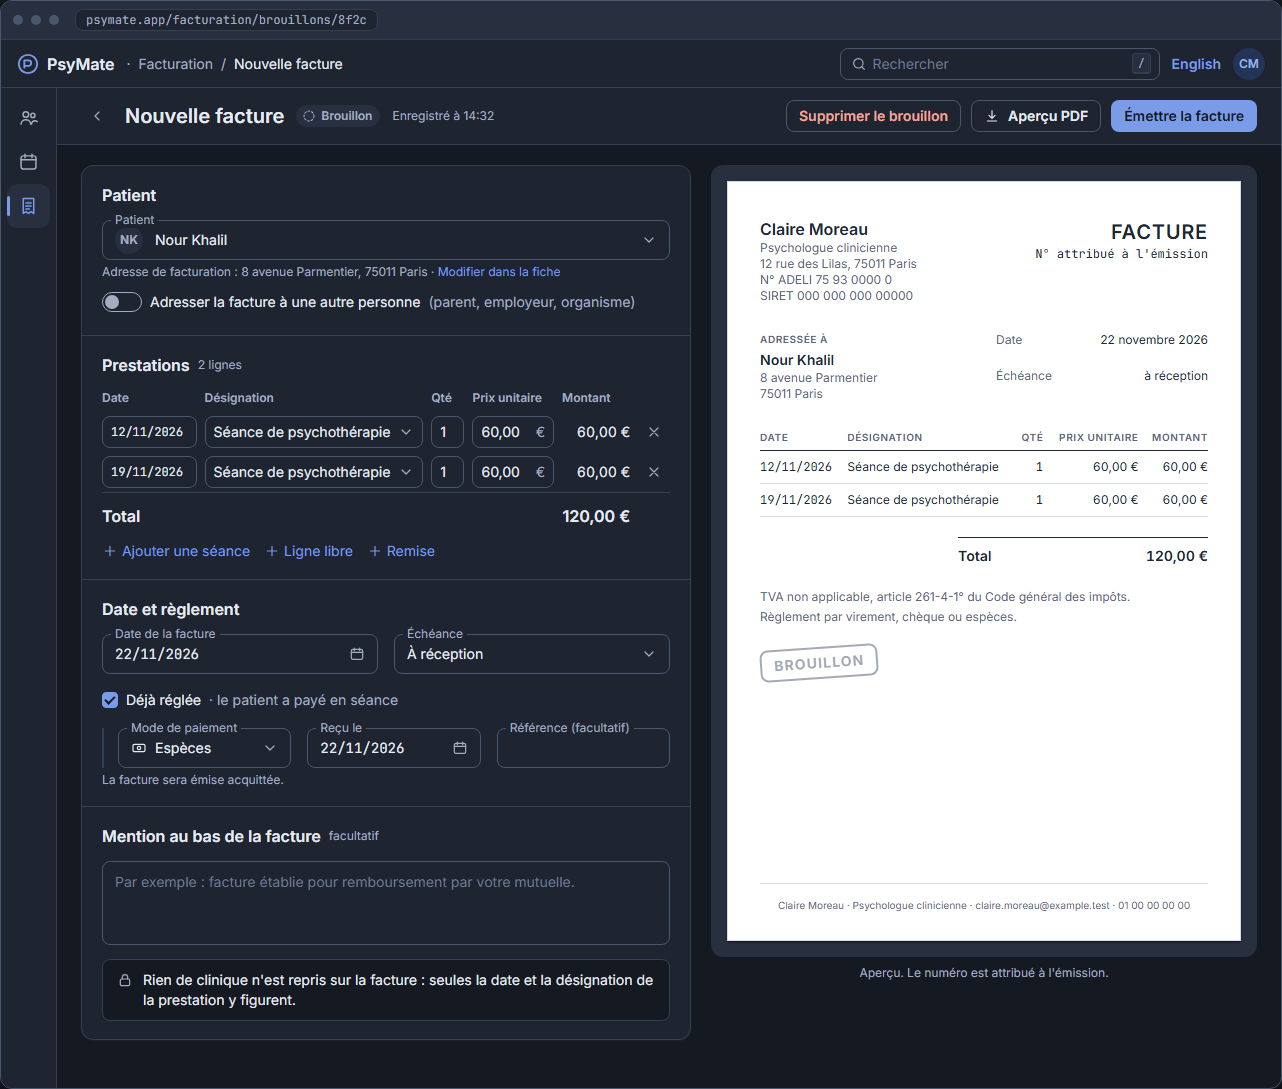 psymate.app/facturation/brouillons/8f2c
PsyMate · Facturation / Nouvelle facture
Rechercher /
English
CM
Nouvelle facture
Brouillon
Enregistré à 14:32
Supprimer le brouillon
Aperçu PDF
Émettre la facture
Patient
Patient
NK Nour Khalil
Adresse de facturation : 8 avenue Parmentier, 75011 Paris · Modifier dans la fiche
Adresser la facture à une autre personne (parent, employeur, organisme)
Prestations 2 lignes
Date Désignation Qté Prix unitaire Montant
12/11/2026 Séance de psychothérapie 1 60,00 € 60,00 €
19/11/2026 Séance de psychothérapie 1 60,00 € 60,00 €
Total 120,00 €
Ajouter une séance
Ligne libre
Remise
Date et règlement
Date de la facture
22/11/2026
Échéance
À réception
Déjà réglée · le patient a payé en séance
Mode de paiement
Espèces
Reçu le
22/11/2026
Référence (facultatif)
La facture sera émise acquittée.
Mention au bas de la facture facultatif
Par exemple : facture établie pour remboursement par votre mutuelle.
Rien de clinique n'est repris sur la facture : seules la date et la désignation de
la prestation y figurent.
Claire Moreau
Psychologue clinicienne
12 rue des Lilas, 75011 Paris
N° ADELI 75 93 0000 0
SIRET 000 000 000 00000
FACTURE
N° attribué à l'émission
ADRESSÉE À
Nour Khalil
8 avenue Parmentier
75011 Paris
Date 22 novembre 2026
Échéance à réception
DATE DÉSIGNATION QTÉ PRIX UNITAIRE MONTANT
12/11/2026 Séance de psychothérapie 1 60,00 € 60,00 €
19/11/2026 Séance de psychothérapie 1 60,00 € 60,00 €
Total 120,00 €
TVA non applicable, article 261-4-1° du Code général des impôts.
Règlement par virement, chèque ou espèces.
BROUILLON
Claire Moreau · Psychologue clinicienne · claire.moreau@example.test · 01 00 00 00 00
Aperçu. Le numéro est attribué à l'émission.